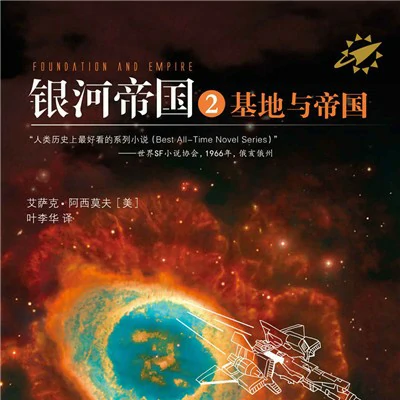 FOUNDATION AND EMPIRE
银河帝国 2 基地与帝国
“人类历史上最好看的系列小说（Best All-Time Novel Series）”
——世界SF小说协会，1966年，俄亥俄州
艾萨克·阿西莫夫［美］
叶李华 译